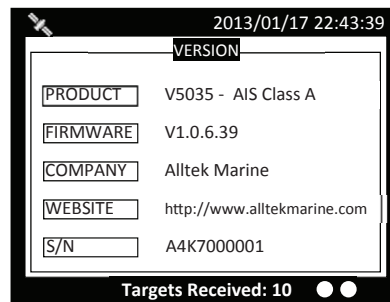 2013/01/17 22:43:39
VERSION
PRODUCT V5035 - AIS Class A
FIRMWARE V1.0.6.39
COMPANY Alltek Marine
WEBSITE http://www.alltekmarine.com
S/N A4K7000001
Targets Received: 10